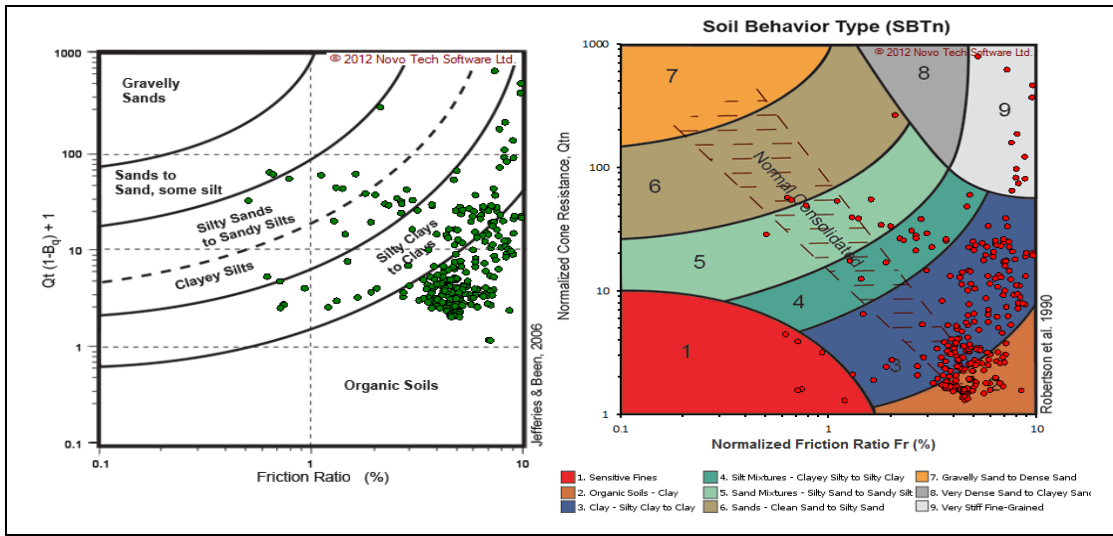 © 2012 Novo Tech Software Ltd.
1000
100
10
1
0.1
Qt (1-Bq) + 1
Gravelly
Sands
Sands to
Sand, some silt
Silty Sands
to Sandy Silts
Clayey Silts
Silty Clays
to Clays
Organic Soils
0.1
1
10
Friction Ratio (%)
Jefferies & Been, 2006
Soil Behavior Type (SBTn)
© 2012 Novo Tech Software Ltd.
1000
100
10
1
Normalized Cone Resistance, Qtn
7
8
9
6
5
4
3
1
2
Normal Consolidated
0.1
1
10
Normalized Friction Ratio Fr (%)
Robertson et al. 1990
1. Sensitive Fines
2. Organic Soils - Clay
3. Clay - Silty Clay to Clay
4. Silt Mixtures - Clayey Silty to Silty Clay
5. Sand Mixtures - Silty Sand to Sandy Silt
6. Sands - Clean Sand to Silty Sand
7. Gravelly Sand to Dense Sand
8. Very Dense Sand to Clayey Sand
9. Very Stiff Fine-Grained